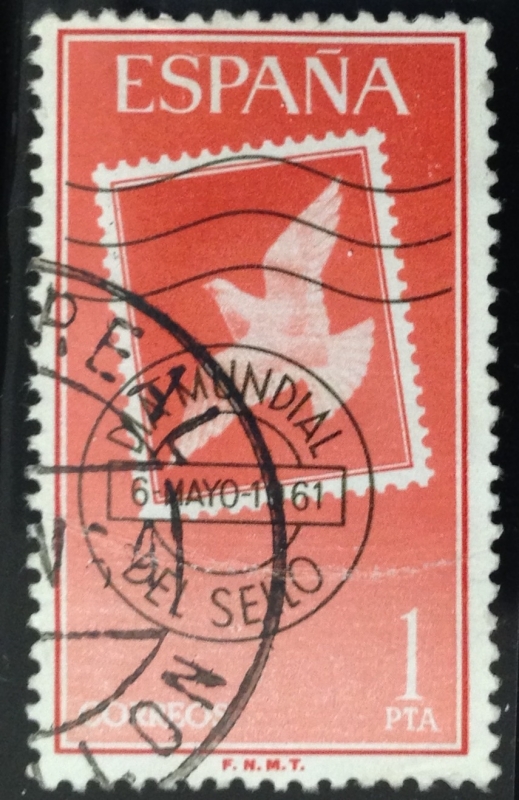 ESPAÑA
DIA MUNDIAL
6 MAYO-1961
DEL SELLO
1
PTA
CORREOS
F.N.M.T.